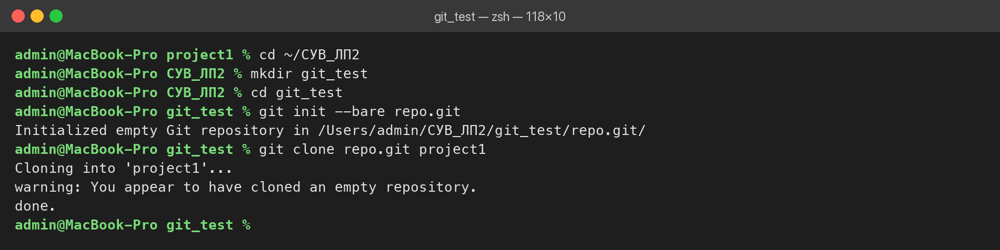 git_test — zsh — 118×10
admin@MacBook-Pro project1 % cd ~/СУВ_ЛП2
admin@MacBook-Pro СУВ_ЛП2 % mkdir git_test
admin@MacBook-Pro СУВ_ЛП2 % cd git_test
admin@MacBook-Pro git_test % git init --bare repo.git
Initialized empty Git repository in /Users/admin/СУВ_ЛП2/git_test/repo.git/
admin@MacBook-Pro git_test % git clone repo.git project1
Cloning into 'project1'...
warning: You appear to have cloned an empty repository.
done.
admin@MacBook-Pro git_test %